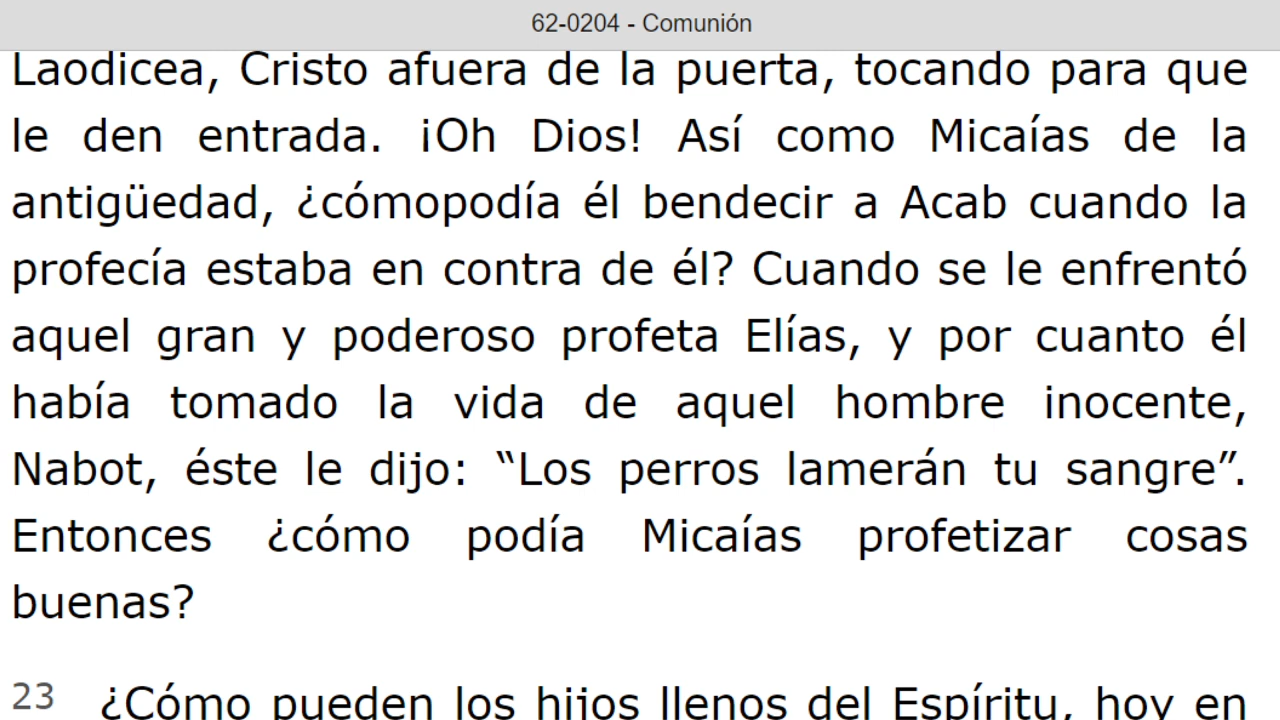 62-0204 - Comunión
Laodicea, Cristo afuera de la puerta, tocando para que
le den entrada. ¡Oh Dios! Así como Micaías de la
antigüedad, ¿cómopodía él bendecir a Acab cuando la
profecía estaba en contra de él? Cuando se le enfrentó
aquel gran y poderoso profeta Elías, y por cuanto él
había tomado la vida de aquel hombre inocente,
Nabot, éste le dijo: “Los perros lamerán tu sangre”.
Entonces ¿cómo podía Micaías profetizar cosas
buenas?
23 ¿Cómo pueden los hijos llenos del Espíritu, hoy en